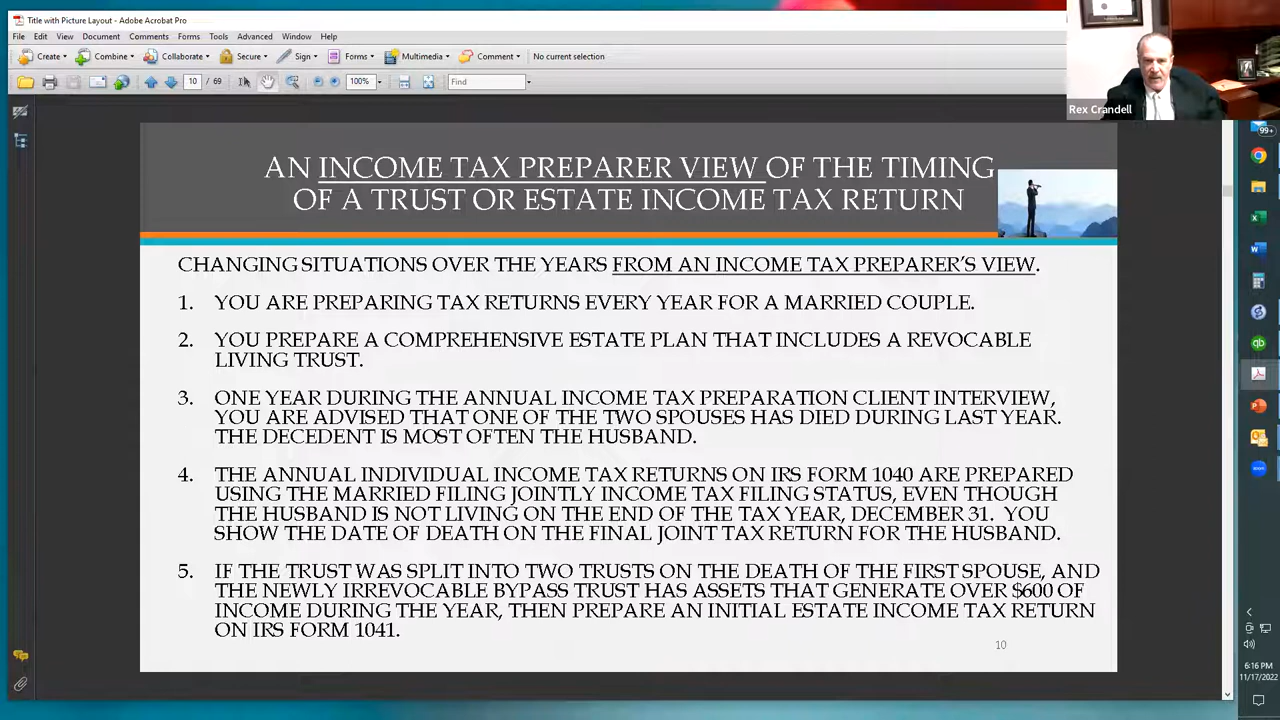 Title with Picture Layout - Adobe Acrobat Pro
File Edit View Document Comments Forms Tools Advanced Window Help
Create Combine Collaborate Secure Sign Forms Multimedia Comment No current selection
10 / 69 100% Find
Rex Crandell
99+
AN INCOME TAX PREPARER VIEW OF THE TIMING
OF A TRUST OR ESTATE INCOME TAX RETURN
CHANGING SITUATIONS OVER THE YEARS FROM AN INCOME TAX PREPARER'S VIEW.
1. YOU ARE PREPARING TAX RETURNS EVERY YEAR FOR A MARRIED COUPLE.
2. YOU PREPARE A COMPREHENSIVE ESTATE PLAN THAT INCLUDES A REVOCABLE
LIVING TRUST.
3. ONE YEAR DURING THE ANNUAL INCOME TAX PREPARATION CLIENT INTERVIEW,
YOU ARE ADVISED THAT ONE OF THE TWO SPOUSES HAS DIED DURING LAST YEAR.
THE DECEDENT IS MOST OFTEN THE HUSBAND.
4. THE ANNUAL INDIVIDUAL INCOME TAX RETURNS ON IRS FORM 1040 ARE PREPARED
USING THE MARRIED FILING JOINTLY INCOME TAX FILING STATUS, EVEN THOUGH
THE HUSBAND IS NOT LIVING ON THE END OF THE TAX YEAR, DECEMBER 31. YOU
SHOW THE DATE OF DEATH ON THE FINAL JOINT TAX RETURN FOR THE HUSBAND.
5. IF THE TRUST WAS SPLIT INTO TWO TRUSTS ON THE DEATH OF THE FIRST SPOUSE, AND
THE NEWLY IRREVOCABLE BYPASS TRUST HAS ASSETS THAT GENERATE OVER $600 OF
INCOME DURING THE YEAR, THEN PREPARE AN INITIAL ESTATE INCOME TAX RETURN
ON IRS FORM 1041.
10
qb
zoom
6:16 PM
11/17/2022